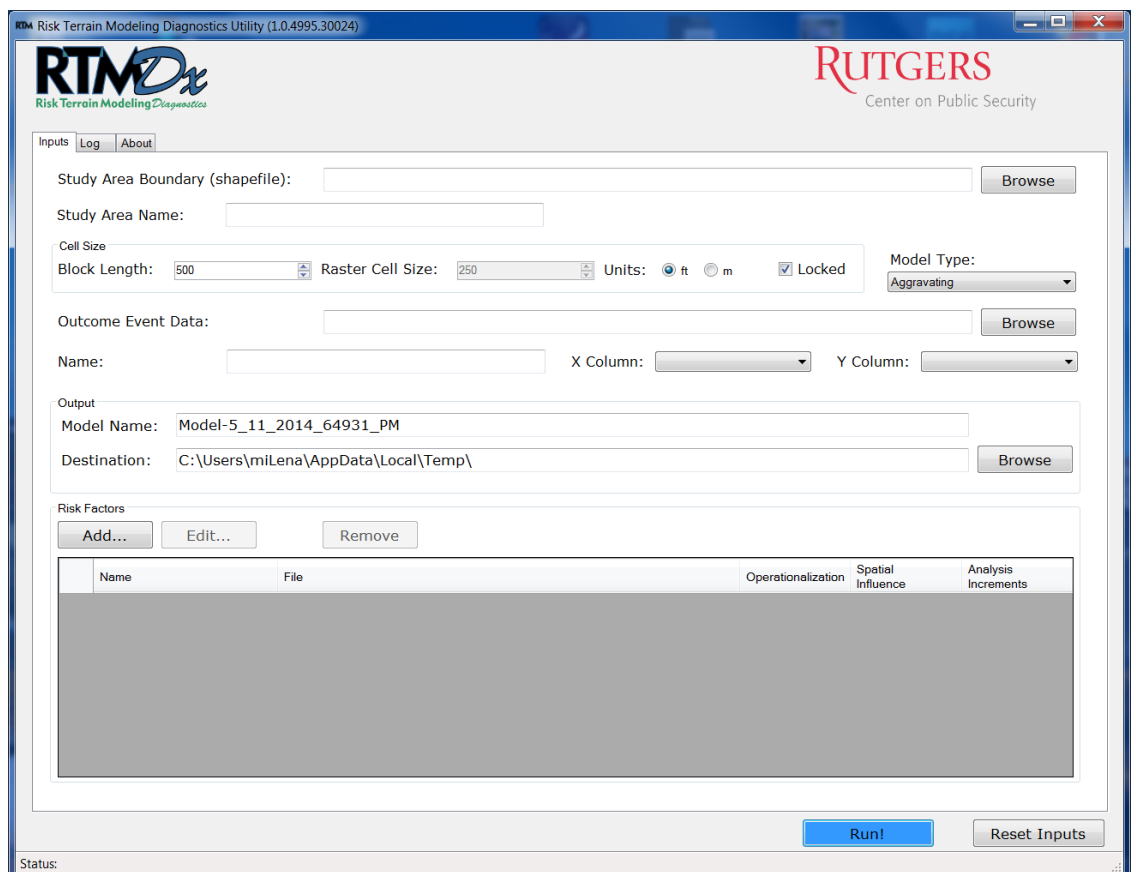 RTM Risk Terrain Modeling Diagnostics Utility (1.0.4995.30024)
RTMDx
Risk Terrain Modeling Diagnostics
RUTGERS
Center on Public Security
Inputs Log About
Study Area Boundary (shapefile): Browse
Study Area Name:
Cell Size
Block Length: 500 Raster Cell Size: 250 Units: ft m Locked
Model Type:
Aggravating
Outcome Event Data: Browse
Name: X Column: Y Column:
Output
Model Name: Model-5_11_2014_64931_PM
Destination: C:\Users\miLena\AppData\Local\Temp\ Browse
Risk Factors
Add... Edit... Remove
Name File Operationalization Spatial Influence Analysis Increments
Run! Reset Inputs
Status: